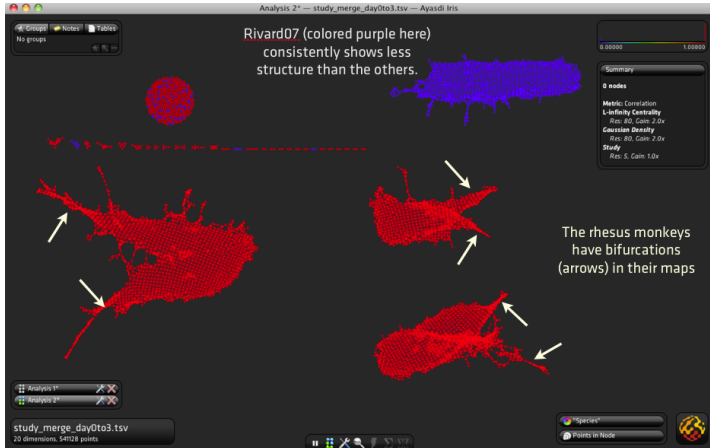 Analysis 2* — study_merge_day0to3.tsv — Ayasdi Iris
Groups Notes Tables
No groups
Rivard07 (colored purple here)
consistently shows less
structure than the others.
0.00000 1.00000
Summary
0 nodes
Metric: Correlation
L-infinity Centrality
Res: 80, Gain: 2.0x
Gaussian Density
Res: 80, Gain: 2.0x
Study
Res: 5, Gain: 1.0x
The rhesus monkeys
have bifurcations
(arrows) in their maps
Analysis 1*
Analysis 2*
study_merge_day0to3.tsv
20 dimensions, 541128 points
"Species"
Points in Node